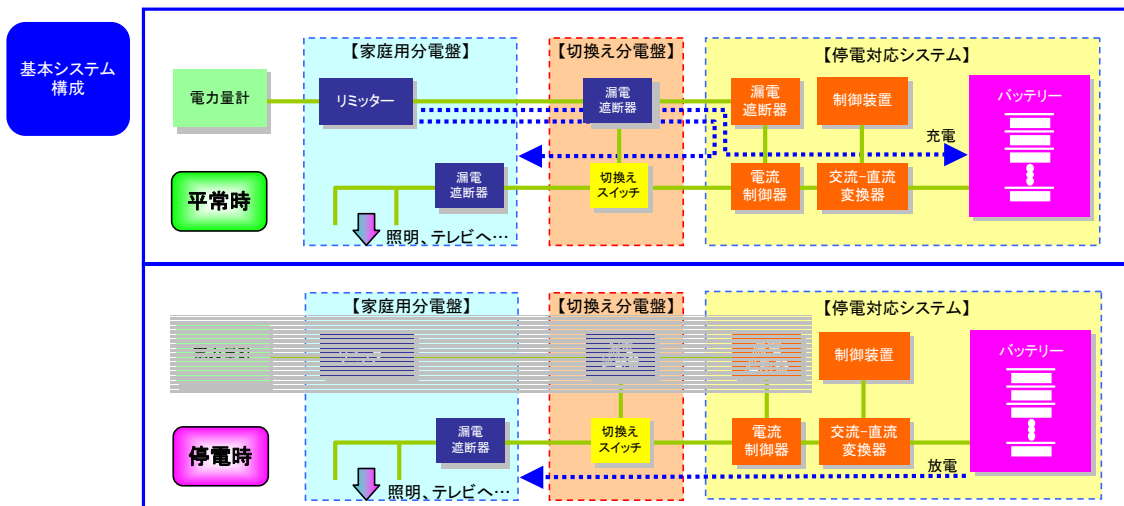 基本システム
構成
【家庭用分電盤】
【切換え分電盤】
【停電対応システム】
電力量計
リミッター
漏電
遮断器
漏電
遮断器
制御装置
バッテリー
充電
平常時
漏電
遮断器
切換え
スイッチ
電流
制御器
交流-直流
変換器
照明、テレビへ…
【家庭用分電盤】
【切換え分電盤】
【停電対応システム】
制御装置
バッテリー
停電時
漏電
遮断器
切換え
スイッチ
電流
制御器
交流-直流
変換器
放電
照明、テレビへ…